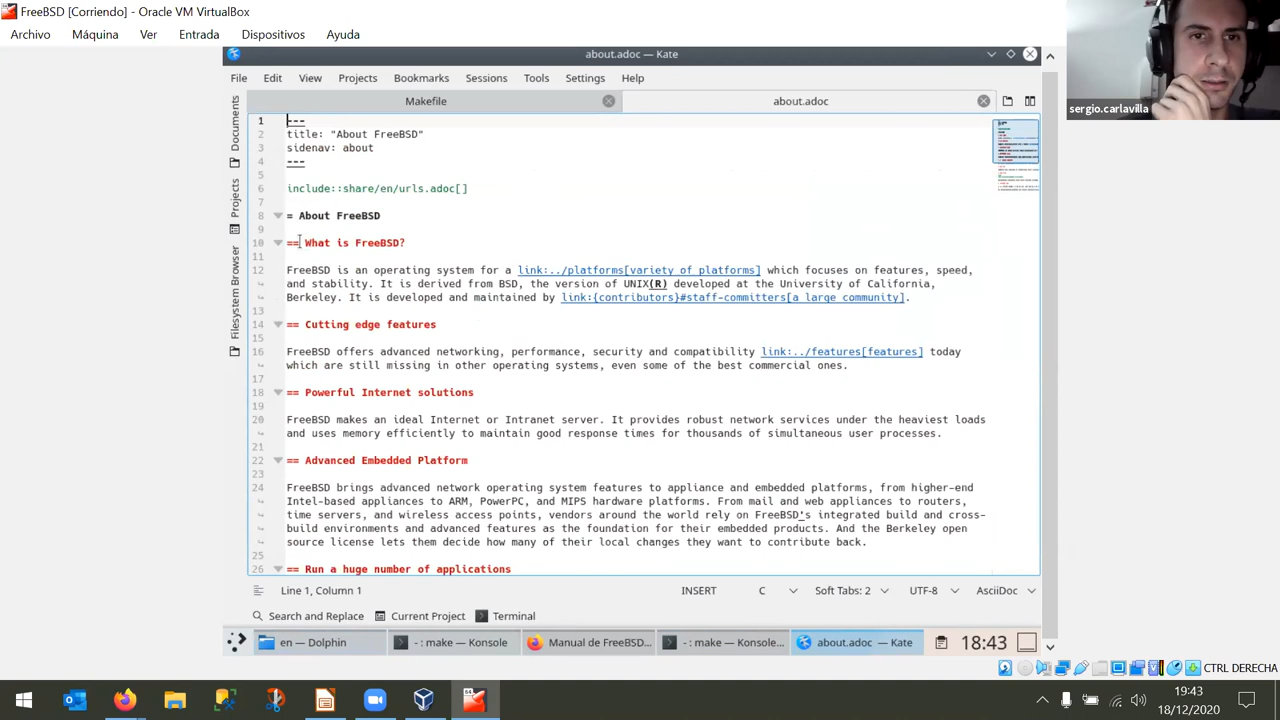 FreeBSD [Corriendo] - Oracle VM VirtualBox
Archivo Máquina Ver Entrada Dispositivos Ayuda
sergio.carlavilla
about.adoc — Kate
File Edit View Projects Bookmarks Sessions Tools Settings Help
Makefile about.adoc
Documents
Projects
Filesystem Browser
1 ---
2 title: "About FreeBSD"
3 sidenav: about
4 ---
5
6 include::share/en/urls.adoc[]
7
8 = About FreeBSD
9
10 == What is FreeBSD?
11
12 FreeBSD is an operating system for a link:../platforms[variety of platforms] which focuses on features, speed,
and stability. It is derived from BSD, the version of UNIX(R) developed at the University of California,
Berkeley. It is developed and maintained by link:{contributors}#staff-committers[a large community].
13
14 == Cutting edge features
15
16 FreeBSD offers advanced networking, performance, security and compatibility link:../features[features] today
which are still missing in other operating systems, even some of the best commercial ones.
17
18 == Powerful Internet solutions
19
20 FreeBSD makes an ideal Internet or Intranet server. It provides robust network services under the heaviest loads
and uses memory efficiently to maintain good response times for thousands of simultaneous user processes.
21
22 == Advanced Embedded Platform
23
24 FreeBSD brings advanced network operating system features to appliance and embedded platforms, from higher-end
Intel-based appliances to ARM, PowerPC, and MIPS hardware platforms. From mail and web appliances to routers,
time servers, and wireless access points, vendors around the world rely on FreeBSD's integrated build and cross-
build environments and advanced features as the foundation for their embedded products. And the Berkeley open
source license lets them decide how many of their local changes they want to contribute back.
25
26 == Run a huge number of applications
Line 1, Column 1 INSERT C Soft Tabs: 2 UTF-8 AsciiDoc
Search and Replace Current Project Terminal
en — Dolphin - : make — Konsole Manual de FreeBSD... - : make — Konsole... about.adoc — Kate 18:43
CTRL DERECHA
19:43
18/12/2020